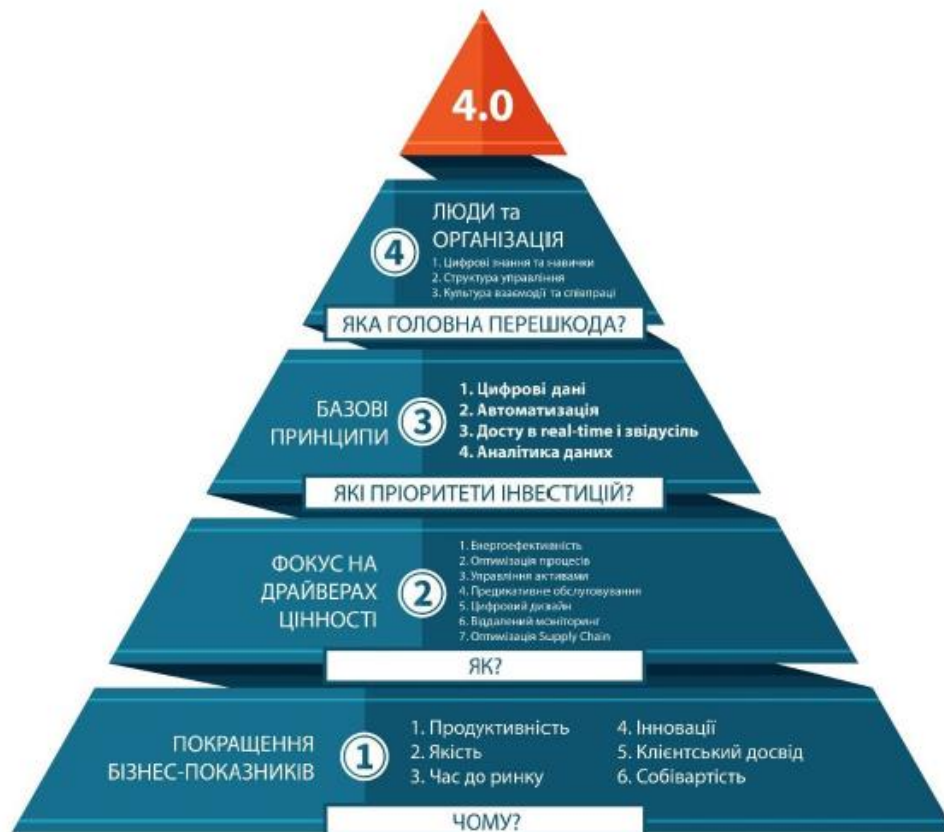 4.0
ЛЮДИ та
ОРГАНІЗАЦІЯ
4
1. Цифрові знання та навички
2. Структура управління
3. Культура взаємодії та співпраці
ЯКА ГОЛОВНА ПЕРЕШКОДА?
БАЗОВІ
ПРИНЦИПИ
3
1. Цифрові дані
2. Автоматизація
3. Досту в real-time і звідусіль
4. Аналітика даних
ЯКІ ПРІОРИТЕТИ ІНВЕСТИЦІЙ?
ФОКУС НА
ДРАЙВЕРАХ
ЦІННОСТІ
2
1. Енергоефективність
2. Оптимізація процесів
3. Управління активами
4. Предикативне обслуговування
5. Цифровий дизайн
6. Віддалений моніторинг
7. Оптимізація Supply Chain
ЯК?
ПОКРАЩЕННЯ
БІЗНЕС-ПОКАЗНИКІВ
1
1. Продуктивність
2. Якість
3. Час до ринку
4. Інновації
5. Клієнтський досвід
6. Собівартість
ЧОМУ?